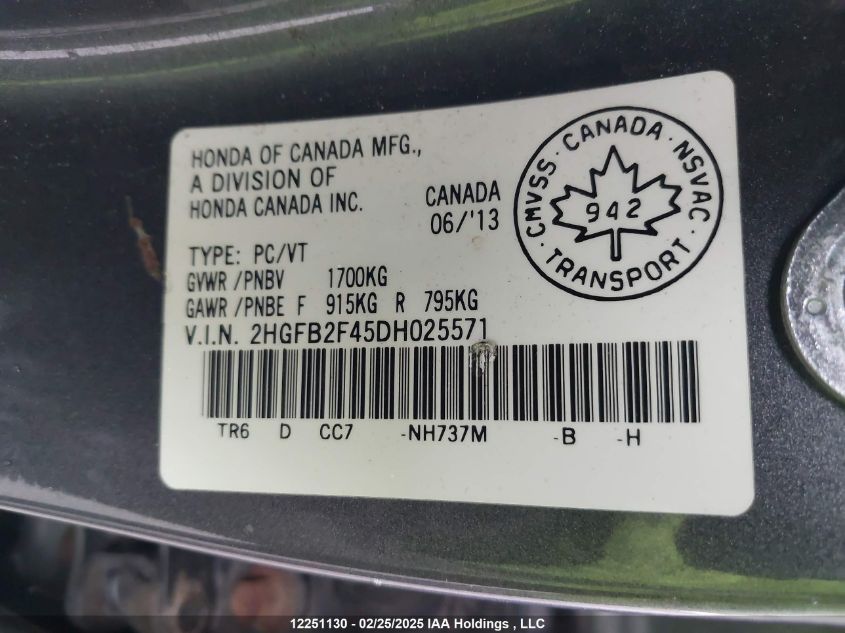 HONDA OF CANADA MFG.,
A DIVISION OF
HONDA CANADA INC.
CANADA
06/'13
CMVSS · CANADA · NSVAC · TRANSPORT ·
942
TYPE: PC/VT
GVWR /PNBV 1700KG
GAWR /PNBE F 915KG R 795KG
V.I.N. 2HGFB2F45DH025571
TR6 D CC7 -NH737M -B -H
12251130 - 02/25/2025 IAA Holdings , LLC